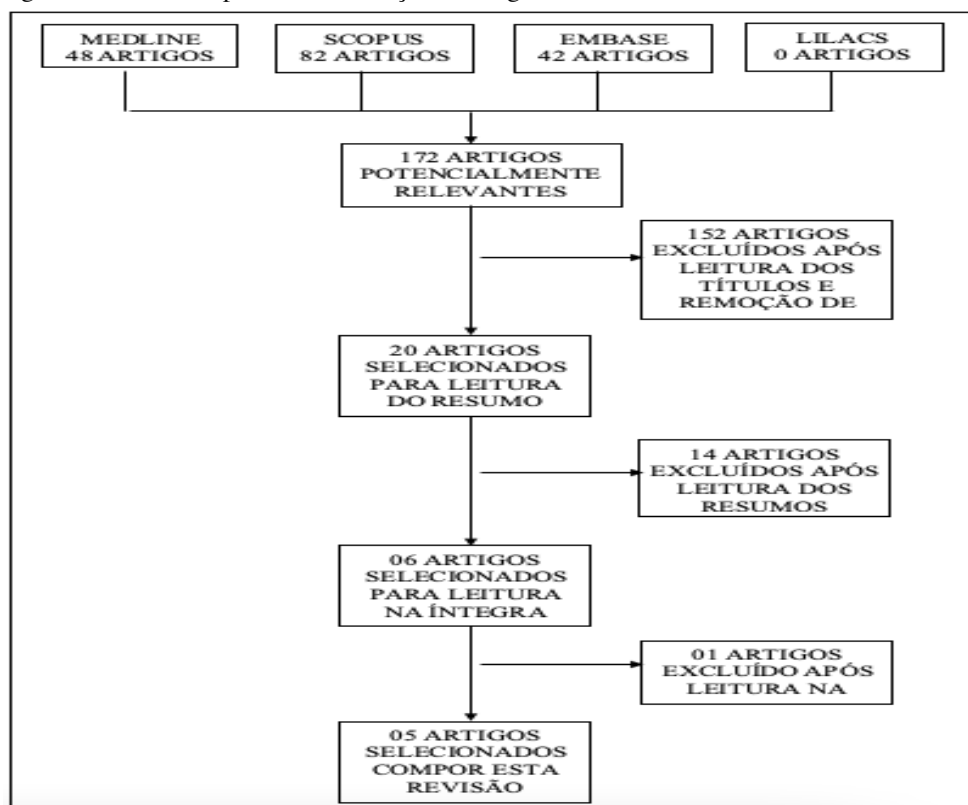 MEDLINE
48 ARTIGOS
SCOPUS
82 ARTIGOS
EMBASE
42 ARTIGOS
LILACS
0 ARTIGOS
172 ARTIGOS
POTENCIALMENTE
RELEVANTES
152 ARTIGOS
EXCLUÍDOS APÓS
LEITURA DOS
TÍTULOS E
REMOÇÃO DE
20 ARTIGOS
SELECIONADOS
PARA LEITURA
DO RESUMO
14 ARTIGOS
EXCLUÍDOS APÓS
LEITURA DOS
RESUMOS
06 ARTIGOS
SELECIONADOS
PARA LEITURA
NA ÍNTEGRA
01 ARTIGOS
EXCLUÍDO APÓS
LEITURA NA
05 ARTIGOS
SELECIONADOS
COMPOR ESTA
REVISÃO